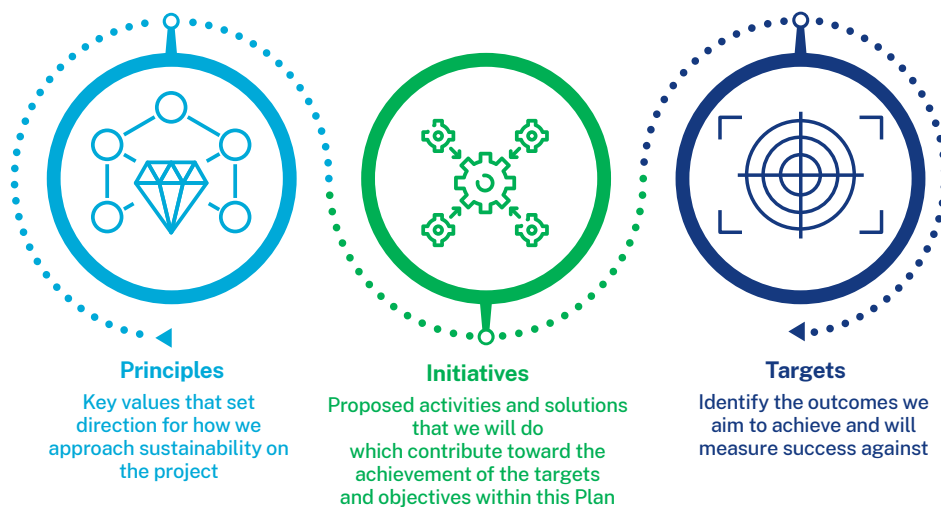 Principles
Key values that set
direction for how we
approach sustainability on
the project
Initiatives
Proposed activities and solutions
that we will do
which contribute toward the
achievement of the targets
and objectives within this Plan
Targets
Identify the outcomes we
aim to achieve and will
measure success against